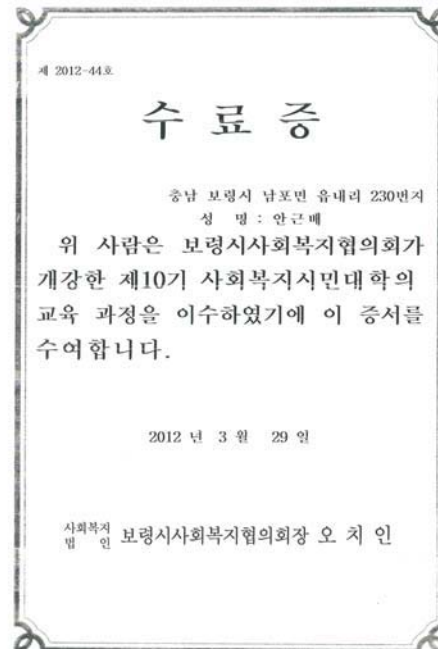 제 2012-44호
수 료 증
충남 보령시 남포면 읍내리 230번지
성 명 : 안근배
위 사람은 보령시사회복지협의회가
개강한 제10기 사회복지시민대학의
교육 과정을 이수하였기에 이 증서를
수여합니다.
2012 년 3 월 29 일
사회복지
법 인 보령시사회복지협의회장 오 치 인